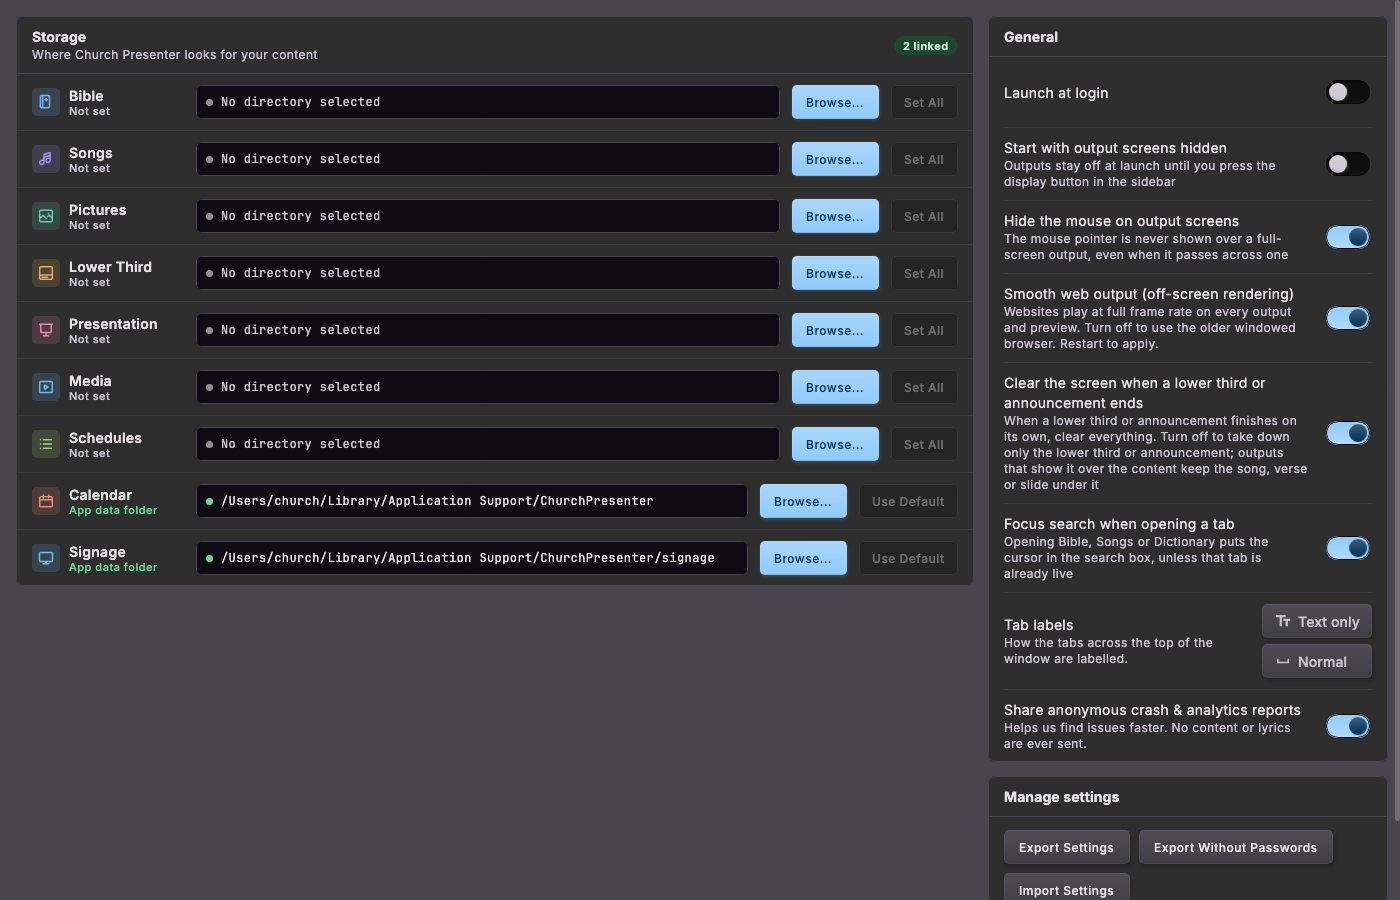 Storage
Where Church Presenter looks for your content
2 linked
Bible
Not set
No directory selected
Browse...
Set All
Songs
Not set
No directory selected
Browse...
Set All
Pictures
Not set
No directory selected
Browse...
Set All
Lower Third
Not set
No directory selected
Browse...
Set All
Presentation
Not set
No directory selected
Browse...
Set All
Media
Not set
No directory selected
Browse...
Set All
Schedules
Not set
No directory selected
Browse...
Set All
Calendar
App data folder
/Users/church/Library/Application Support/ChurchPresenter
Browse...
Use Default
Signage
App data folder
/Users/church/Library/Application Support/ChurchPresenter/signage
Browse...
Use Default
General
Launch at login
Start with output screens hidden
Outputs stay off at launch until you press the
display button in the sidebar
Hide the mouse on output screens
The mouse pointer is never shown over a full-
screen output, even when it passes across one
Smooth web output (off-screen rendering)
Websites play at full frame rate on every output
and preview. Turn off to use the older windowed
browser. Restart to apply.
Clear the screen when a lower third or
announcement ends
When a lower third or announcement finishes on
its own, clear everything. Turn off to take down
only the lower third or announcement; outputs
that show it over the content keep the song, verse
or slide under it
Focus search when opening a tab
Opening Bible, Songs or Dictionary puts the
cursor in the search box, unless that tab is
already live
Tab labels
How the tabs across the top of the
window are labelled.
Text only
Normal
Share anonymous crash & analytics reports
Helps us find issues faster. No content or lyrics
are ever sent.
Manage settings
Export Settings
Export Without Passwords
Import Settings